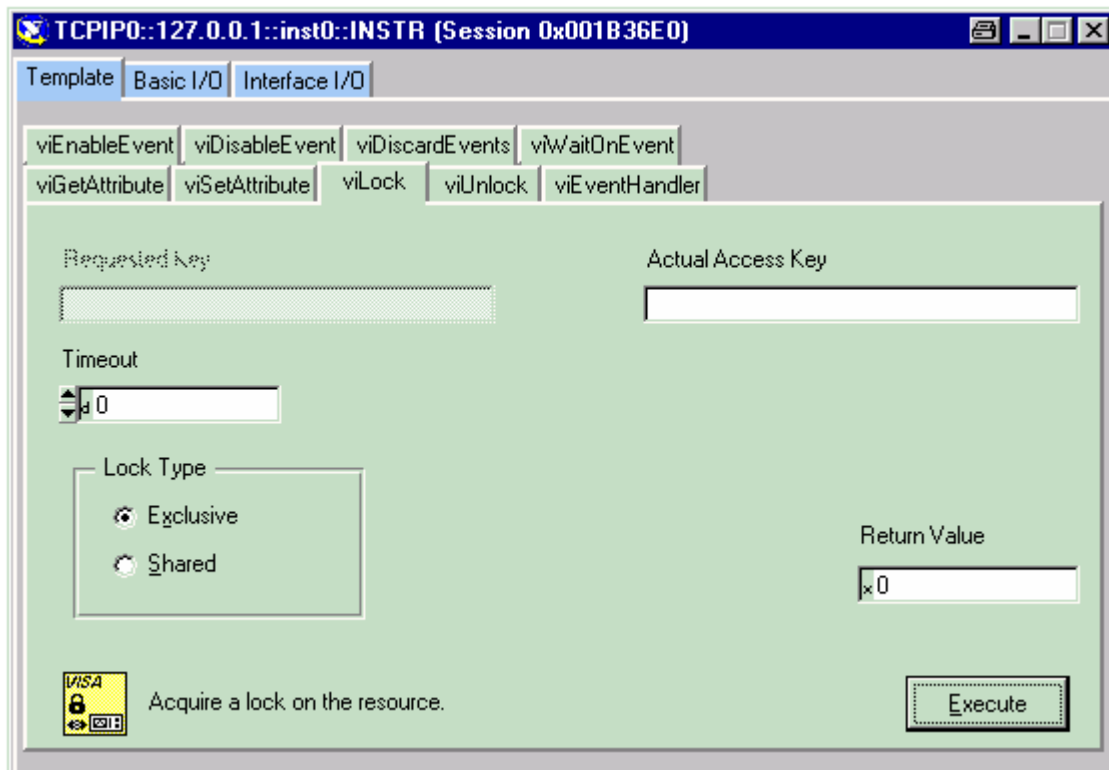 TCPIP0::127.0.0.1::inst0::INSTR (Session 0x001B36E0)
Template Basic I/O Interface I/O
viEnableEvent viDisableEvent viDiscardEvents viWaitOnEvent
viGetAttribute viSetAttribute viLock viUnlock viEventHandler
Requested Key Actual Access Key
Timeout
d 0
Lock Type
Exclusive
Shared
Return Value
x 0
VISA
Acquire a lock on the resource.
Execute